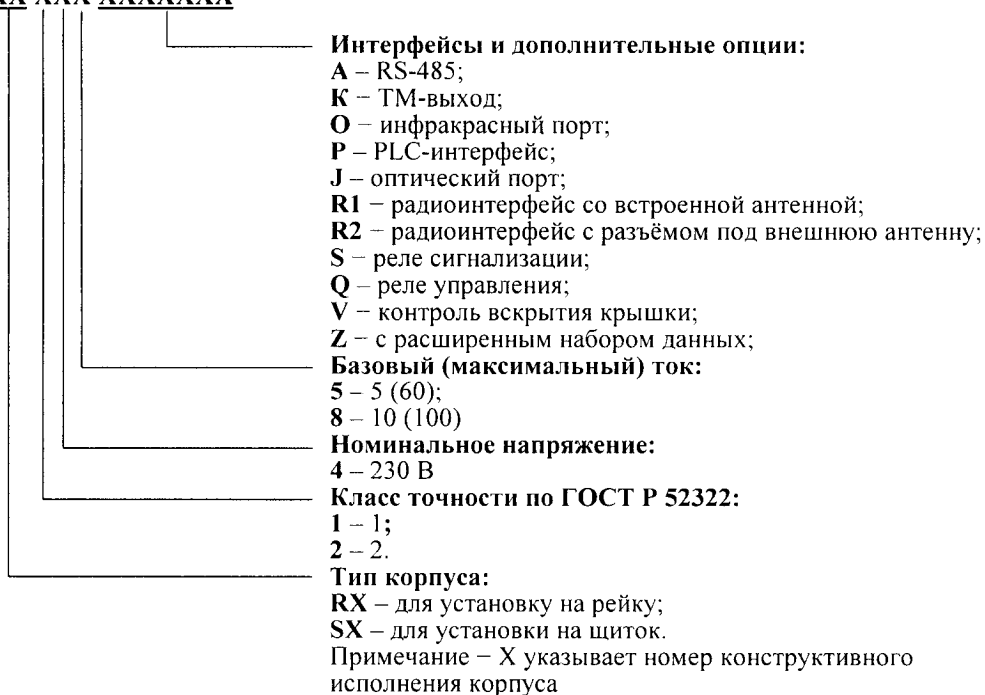 XX XXX XXXXXXX
Интерфейсы и дополнительные опции:
A – RS-485;
К – ТМ-выход;
О – инфракрасный порт;
P – PLC-интерфейс;
J – оптический порт;
R1 – радиоинтерфейс со встроенной антенной;
R2 – радиоинтерфейс с разъёмом под внешнюю антенну;
S – реле сигнализации;
Q – реле управления;
V – контроль вскрытия крышки;
Z – с расширенным набором данных;
Базовый (максимальный) ток:
5 – 5 (60);
8 – 10 (100)
Номинальное напряжение:
4 – 230 В
Класс точности по ГОСТ Р 52322:
1 – 1;
2 – 2.
Тип корпуса:
RX – для установку на рейку;
SX – для установки на щиток.
Примечание – X указывает номер конструктивного
исполнения корпуса